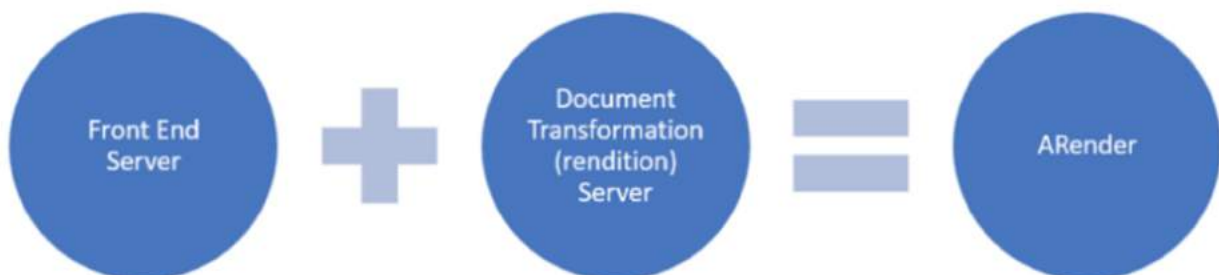 Front End
Server
Document
Transformation
(rendition)
Server
ARender